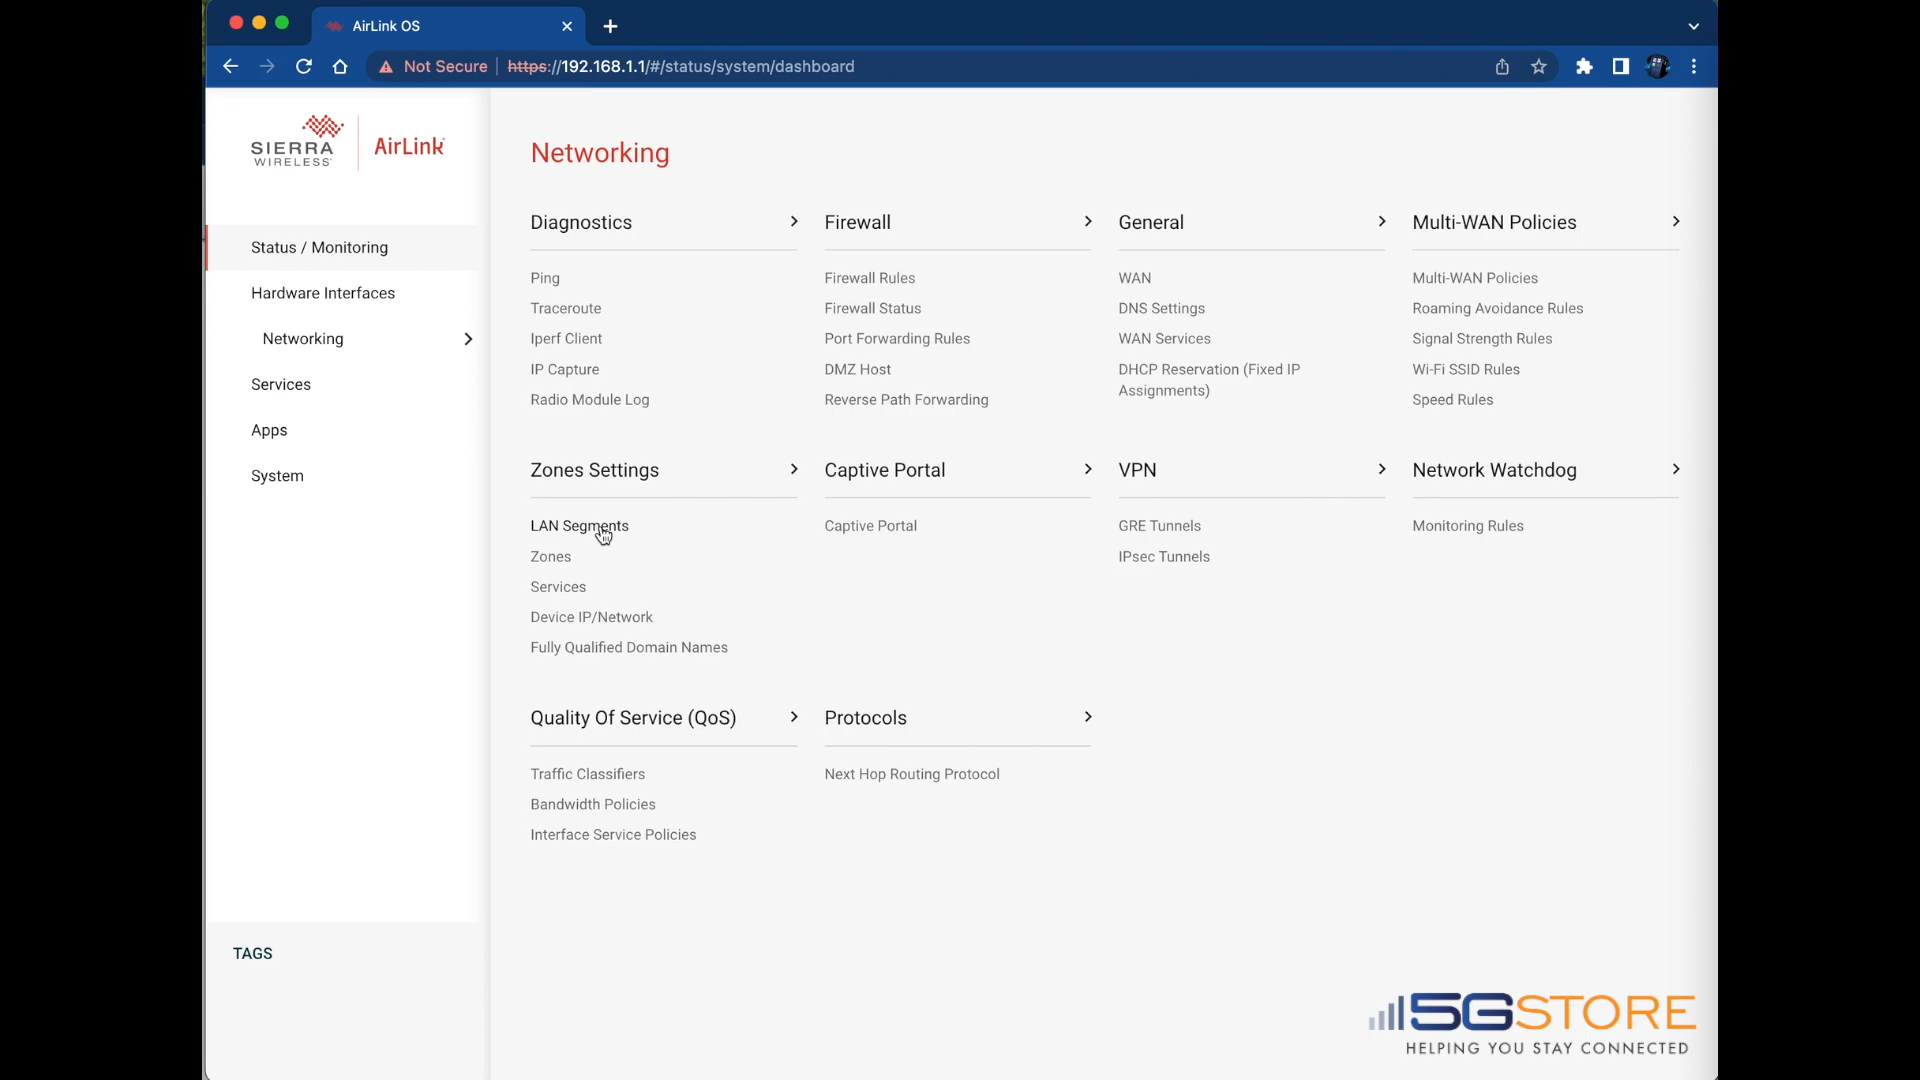 AirLink OS
Not Secure https://192.168.1.1/#/status/system/dashboard
SIERRA
WIRELESS
AirLink
Status / Monitoring
Hardware Interfaces
Networking
Services
Apps
System
TAGS
Networking
Diagnostics
Ping
Traceroute
Iperf Client
IP Capture
Radio Module Log
Firewall
Firewall Rules
Firewall Status
Port Forwarding Rules
DMZ Host
Reverse Path Forwarding
General
WAN
DNS Settings
WAN Services
DHCP Reservation (Fixed IP
Assignments)
Multi-WAN Policies
Multi-WAN Policies
Roaming Avoidance Rules
Signal Strength Rules
Wi-Fi SSID Rules
Speed Rules
Zones Settings
LAN Segments
Zones
Services
Device IP/Network
Fully Qualified Domain Names
Captive Portal
Captive Portal
VPN
GRE Tunnels
IPsec Tunnels
Network Watchdog
Monitoring Rules
Quality Of Service (QoS)
Traffic Classifiers
Bandwidth Policies
Interface Service Policies
Protocols
Next Hop Routing Protocol
5GSTORE
HELPING YOU STAY CONNECTED